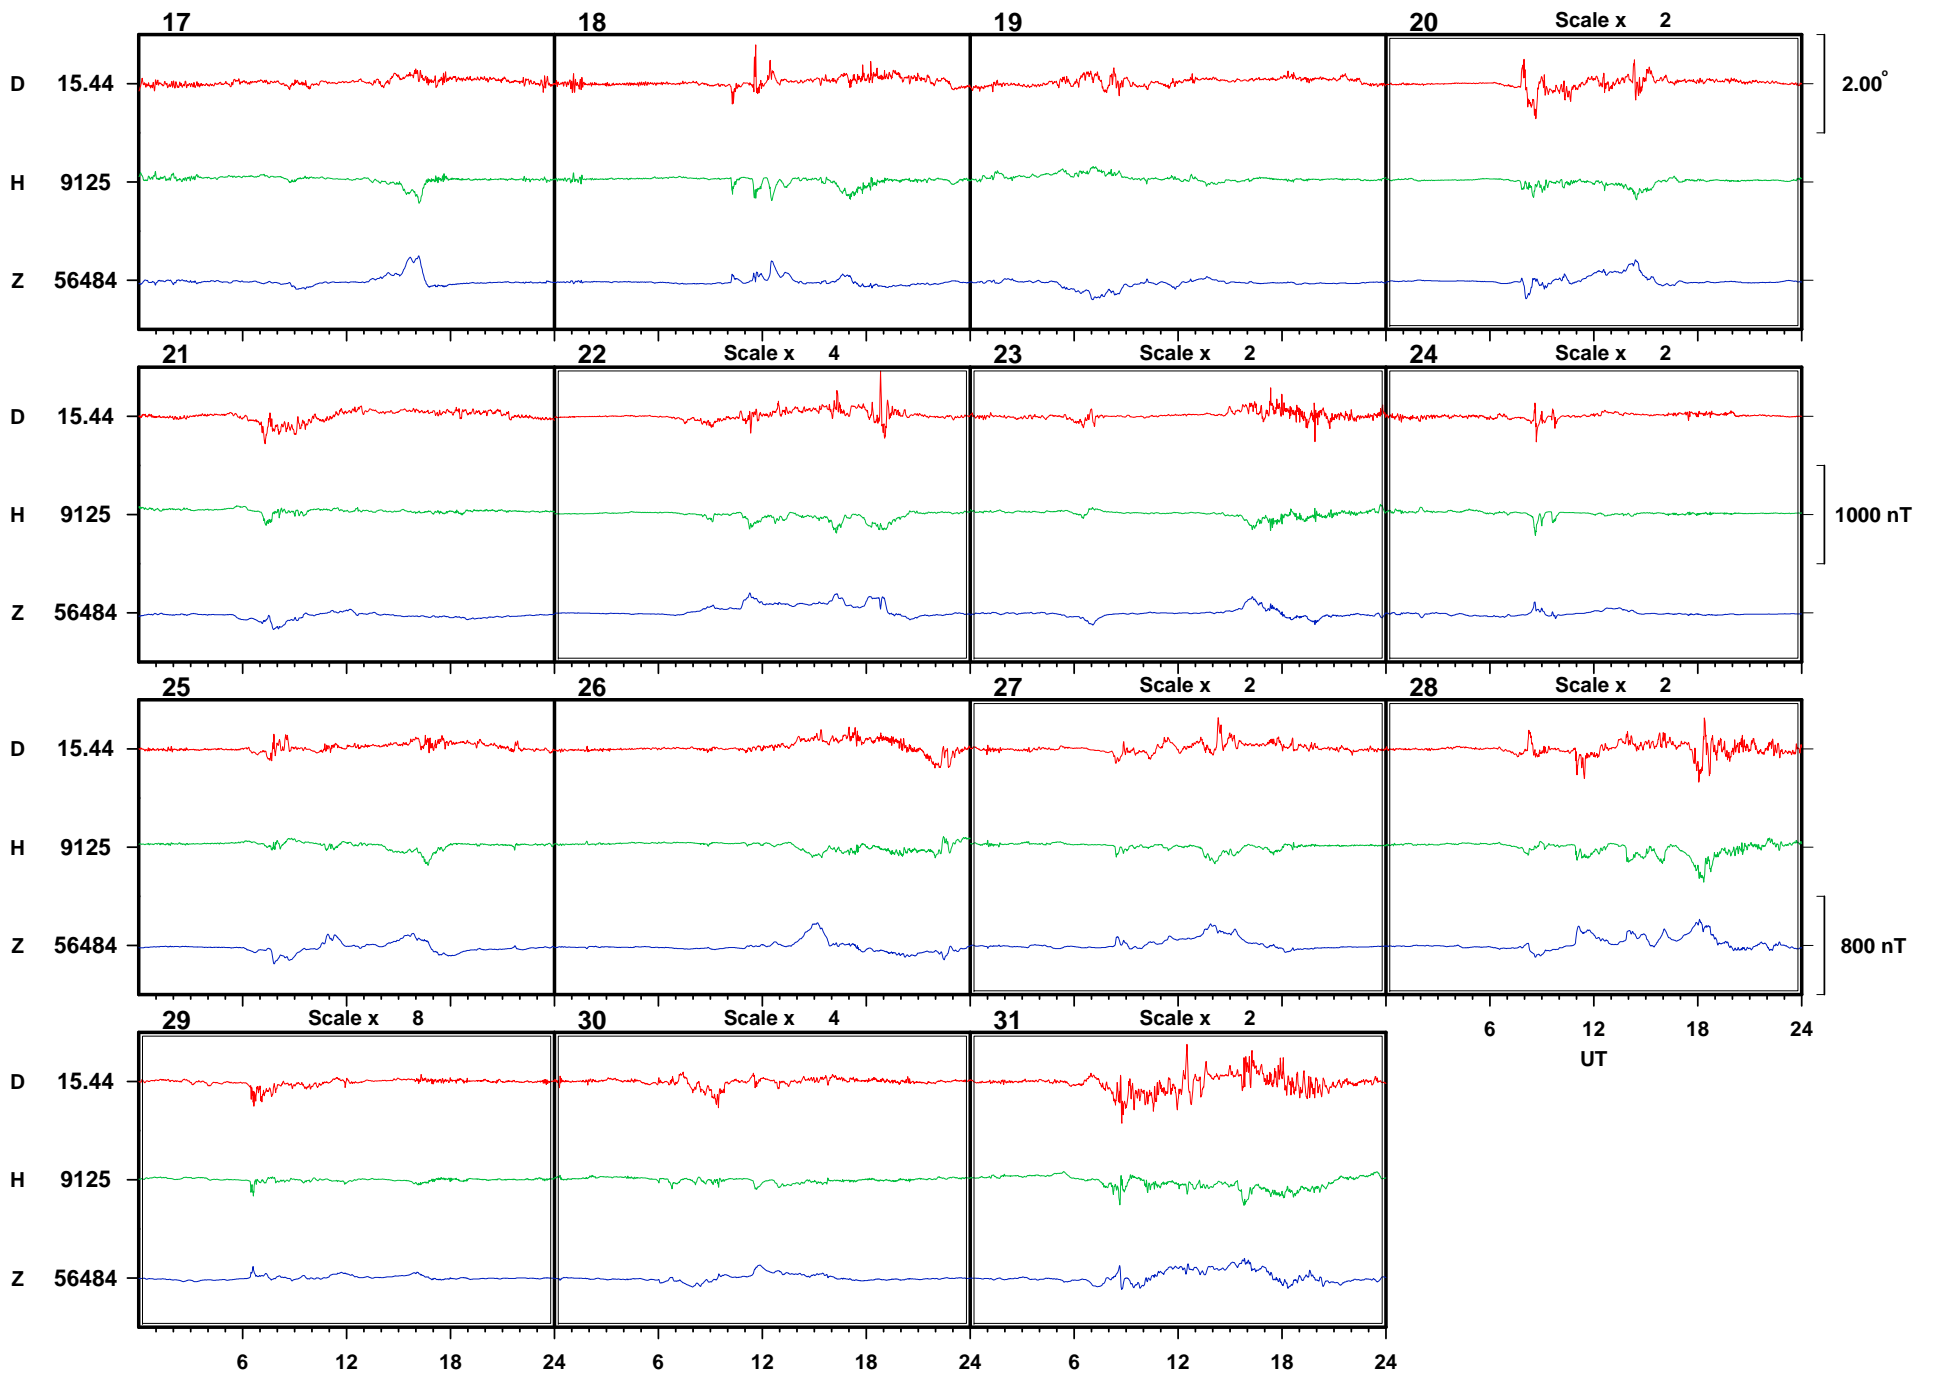 17 18 19 20 Scale x 2
D 15.44 2.00°
H 9125
Z 56484
21 22 Scale x 4 23 Scale x 2 24 Scale x 2
D 15.44
H 9125 1000 nT
Z 56484
25 26 27 Scale x 2 28 Scale x 2
D 15.44
H 9125
Z 56484 800 nT
29 Scale x 8 30 Scale x 4 31 Scale x 2
6 12 18 24
UT
D 15.44
H 9125
Z 56484
6 12 18 24 6 12 18 24 6 12 18 24